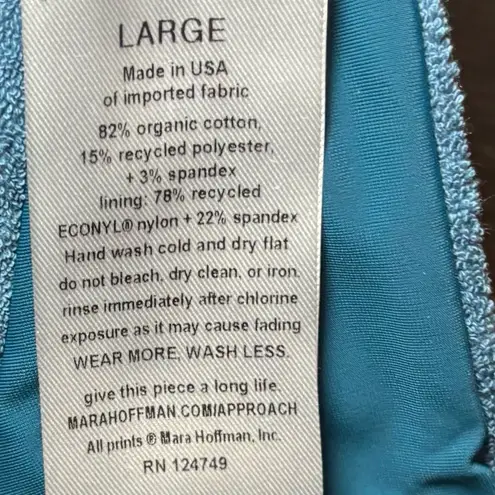 LARGE
Made in USA
of imported fabric
82% organic cotton,
15% recycled polyester,
+ 3% spandex
lining: 78% recycled
ECONYL® nylon + 22% spandex
Hand wash cold and dry flat
do not bleach, dry clean, or iron.
rinse immediately after chlorine
exposure as it may cause fading
WEAR MORE, WASH LESS.
give this piece a long life.
MARAHOFFMAN.COM/APPROACH
All prints ® Mara Hoffman, Inc.
RN 124749